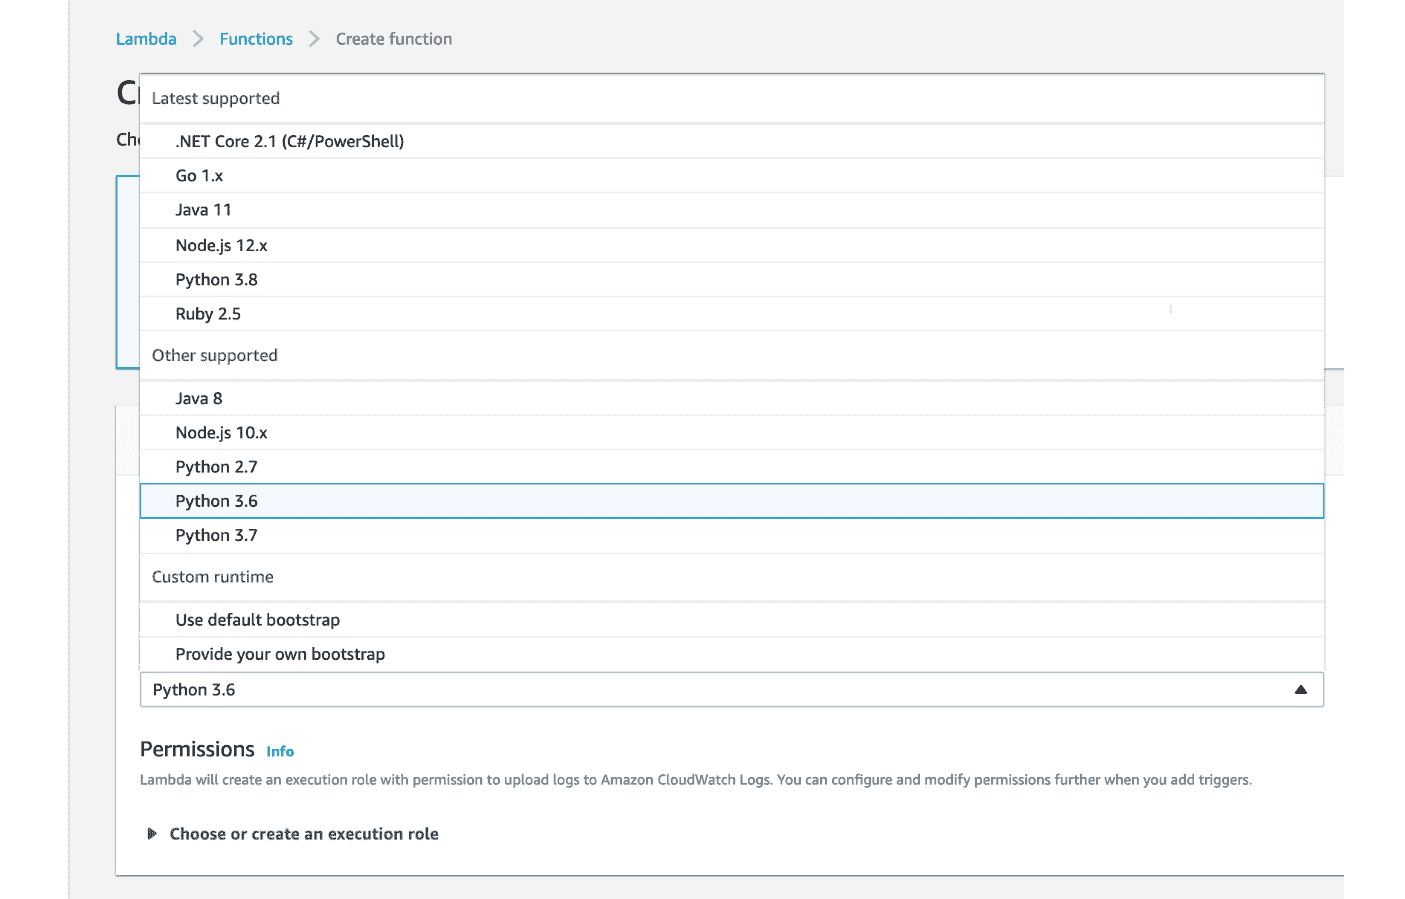 Lambda > Functions > Create function
Latest supported
.NET Core 2.1 (C#/PowerShell)
Go 1.x
Java 11
Node.js 12.x
Python 3.8
Ruby 2.5
Other supported
Java 8
Node.js 10.x
Python 2.7
Python 3.6
Python 3.7
Custom runtime
Use default bootstrap
Provide your own bootstrap
Python 3.6
Permissions Info
Lambda will create an execution role with permission to upload logs to Amazon CloudWatch Logs. You can configure and modify permissions further when you add triggers.
Choose or create an execution role